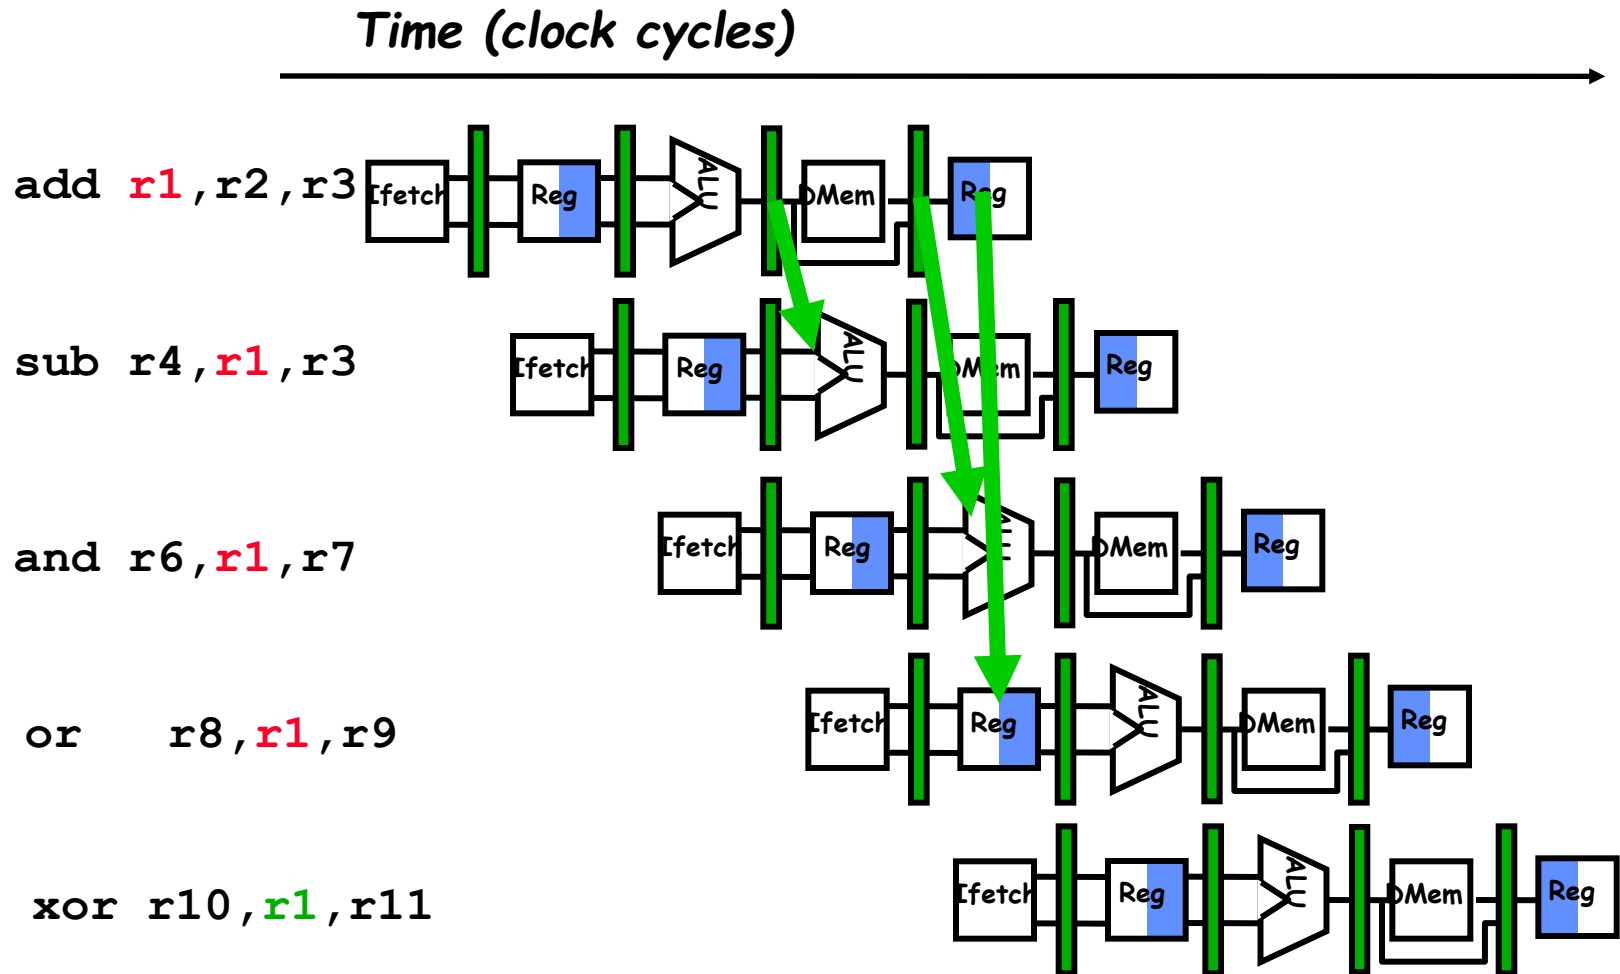 Time (clock cycles)
add r1,r2,r3 Ifetch Reg ALU DMem Reg
sub r4,r1,r3 Ifetch Reg ALU DMem Reg
and r6,r1,r7 Ifetch Reg ALU DMem Reg
or r8,r1,r9 Ifetch Reg ALU DMem Reg
xor r10,r1,r11 Ifetch Reg ALU DMem Reg